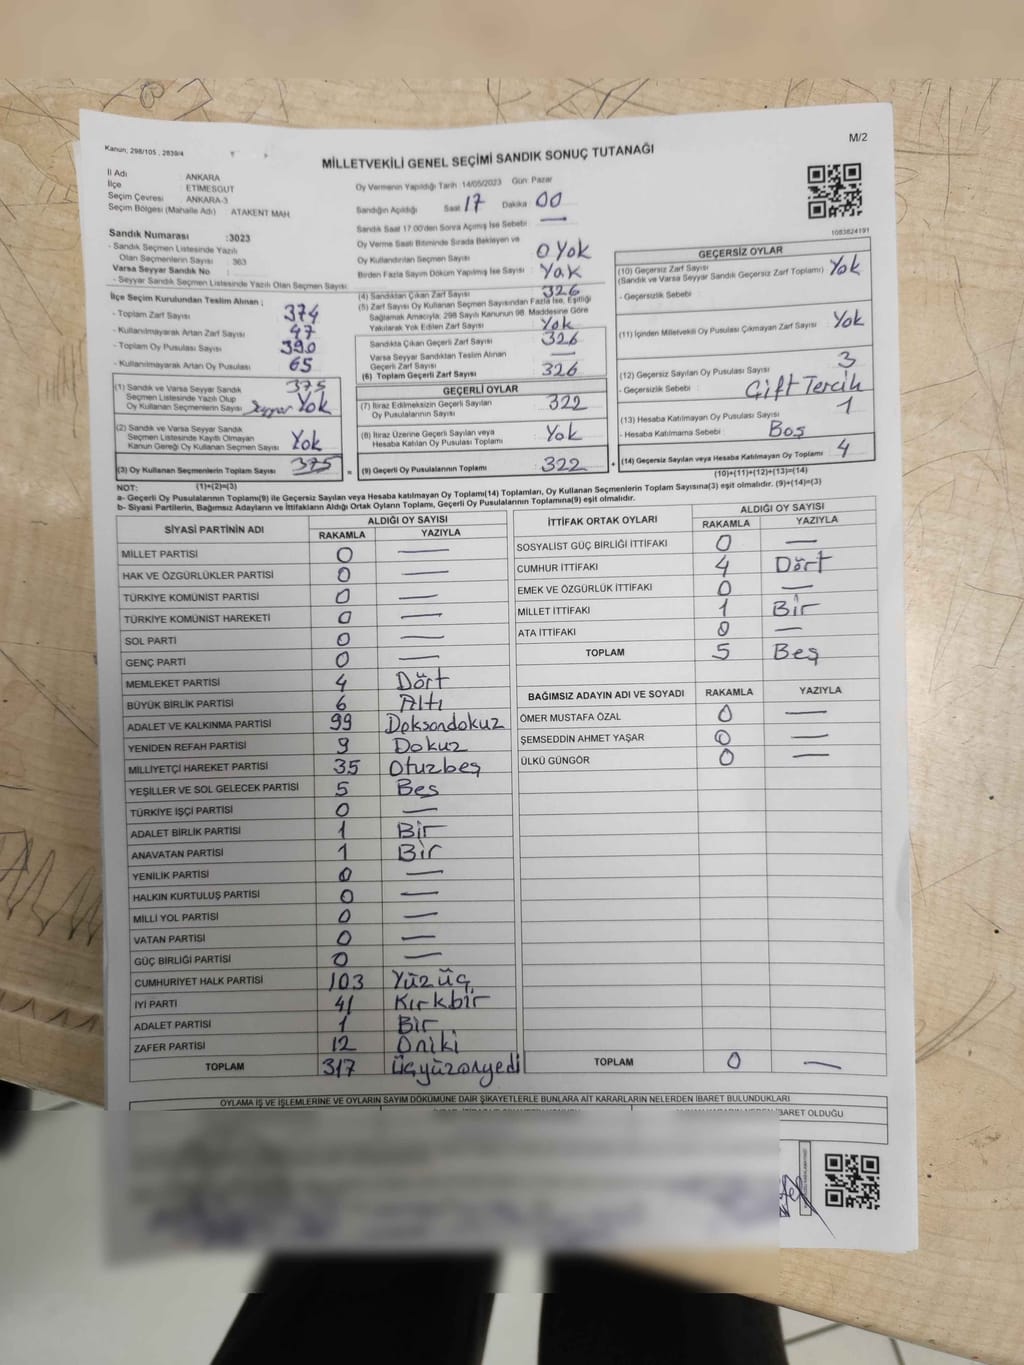 Kanun; 298/105 , 2839/4
M/2
MİLLETVEKİLİ GENEL SEÇİMİ SANDIK SONUÇ TUTANAĞI
İl Adı ANKARA
İlçe ETİMESGUT
Seçim Çevresi ANKARA-3
Seçim Bölgesi (Mahalle Adı) ATAKENT MAH.
Sandık Numarası :3023
- Sandık Seçmen Listesinde Yazılı
Olan Seçmenlerin Sayısı : 363
Varsa Seyyar Sandık No :
- Seyyar Sandık Seçmen Listesinde Yazılı Olan Seçmen Sayısı:
Oy Vermenin Yapıldığı Tarih 14/05/2023 Gün: Pazar
Sandığın Açıldığı Saat 17 Dakika 00
Sandık Saat 17.00'den Sonra Açılmış İse Sebebi : —
Oy Verme Saati Bitiminde Sırada Bekleyen ve
Oy Kullandırılan Seçmen Sayısı 0 Yok
Birden Fazla Sayım Döküm Yapılmış İse Sayısı Yok
1083624191
İlçe Seçim Kurulundan Teslim Alınan ;
- Toplam Zarf Sayısı 374
- Kullanılmayarak Artan Zarf Sayısı 47
- Toplam Oy Pusulası Sayısı 390
- Kullanılmayarak Artan Oy Pusulası 65
(1) Sandık ve Varsa Seyyar Sandık 325
Seçmen Listesinde Yazılı Olup
Oy Kullanan Seçmenlerin Sayısı Seyyar Yok
(2) Sandık ve Varsa Seyyar Sandık
Seçmen Listesinde Kayıtlı Olmayan
Kanun Gereği Oy Kullanan Seçmen Sayısı Yok
(3) Oy Kullanan Seçmenlerin Toplam Sayısı 325 =
(1)+(2)=(3)
(4) Sandıktan Çıkan Zarf Sayısı 326
(5) Zarf Sayısı Oy Kullanan Seçmen Sayısından Fazla İse, Eşitliği
Sağlamak Amacıyla, 298 Sayılı Kanunun 98. Maddesine Göre
Yakılarak Yok Edilen Zarf Sayısı Yok
Sandıkta Çıkan Geçerli Zarf Sayısı 326
Varsa Seyyar Sandıktan Teslim Alınan
Geçerli Zarf Sayısı —
(6) Toplam Geçerli Zarf Sayısı 326
GEÇERLİ OYLAR
(7) İtiraz Edilmeksizin Geçerli Sayılan
Oy Pusulalarının Sayısı 322
(8) İtiraz Üzerine Geçerli Sayılan veya
Hesaba Katılan Oy Pusulaları Toplamı Yok
(9) Geçerli Oy Pusulalarının Toplamı 322 +
GEÇERSİZ OYLAR
(10) Geçersiz Zarf Sayısı
(Sandık ve Varsa Seyyar Sandık Geçersiz Zarf Toplamı) Yok
- Geçersizlik Sebebi :
(11) İçinden Milletvekili Oy Pusulası Çıkmayan Zarf Sayısı Yok
(12) Geçersiz Sayılan Oy Pusulası Sayısı 3
- Geçersizlik Sebebi : Çift Tercih
(13) Hesaba Katılmayan Oy Pusulası Sayısı 1
- Hesaba Katılmama Sebebi : Boş
(14) Geçersiz Sayılan veya Hesaba Katılmayan Oy Toplamı 4
(10)+(11)+(12)+(13)=(14)
NOT:
a- Geçerli Oy Pusulalarının Toplamı(9) ile Geçersiz Sayılan veya Hesaba katılmayan Oy Toplamı(14) Toplamları, Oy Kullanan Seçmenlerin Toplam Sayısına(3) eşit olmalıdır. (9)+(14)=(3)
b- Siyasi Partilerin, Bağımsız Adayların ve İttifakların Aldığı Ortak Oyların Toplamı, Geçerli Oy Pusulalarının Toplamına(9) eşit olmalıdır.
SİYASİ PARTİNİN ADI ALDIĞI OY SAYISI
RAKAMLA YAZIYLA
MİLLET PARTİSİ 0 —
HAK VE ÖZGÜRLÜKLER PARTİSİ 0 —
TÜRKİYE KOMÜNİST PARTİSİ 0 —
TÜRKİYE KOMÜNİST HAREKETİ 0 —
SOL PARTİ 0 —
GENÇ PARTİ 0 —
MEMLEKET PARTİSİ 4 Dört
BÜYÜK BİRLİK PARTİSİ 6 Altı
ADALET VE KALKINMA PARTİSİ 99 Doksandokuz
YENİDEN REFAH PARTİSİ 9 Dokuz
MİLLİYETÇİ HAREKET PARTİSİ 35 Otuzbeş
YEŞİLLER VE SOL GELECEK PARTİSİ 5 Beş
TÜRKİYE İŞÇİ PARTİSİ 0 —
ADALET BİRLİK PARTİSİ 1 Bir
ANAVATAN PARTİSİ 1 Bir
YENİLİK PARTİSİ 0 —
HALKIN KURTULUŞ PARTİSİ 0 —
MİLLİ YOL PARTİSİ 0 —
VATAN PARTİSİ 0 —
GÜÇ BİRLİĞİ PARTİSİ 0 —
CUMHURİYET HALK PARTİSİ 103 Yüzüç
İYİ PARTİ 41 Kırkbir
ADALET PARTİSİ 1 Bir
ZAFER PARTİSİ 12 Oniki
TOPLAM 317 Üçyüzonyedi
İTTİFAK ORTAK OYLARI ALDIĞI OY SAYISI
RAKAMLA YAZIYLA
SOSYALİST GÜÇ BİRLİĞİ İTTİFAKI 0 —
CUMHUR İTTİFAKI 4 Dört
EMEK VE ÖZGÜRLÜK İTTİFAKI 0 —
MİLLET İTTİFAKI 1 Bir
ATA İTTİFAKI 0 —
TOPLAM 5 Beş
BAĞIMSIZ ADAYIN ADI VE SOYADI RAKAMLA YAZIYLA
ÖMER MUSTAFA ÖZAL 0 —
ŞEMSEDDİN AHMET YAŞAR 0 —
ÜLKÜ GÜNGÖR 0 —
TOPLAM 0 —
OYLAMA İŞ VE İŞLEMLERİNE VE OYLARIN SAYIM DÖKÜMÜNE DAİR ŞİKAYETLERLE BUNLARA AİT KARARLARIN NELERDEN İBARET BULUNDUKLARI
İBARET OLDUĞU